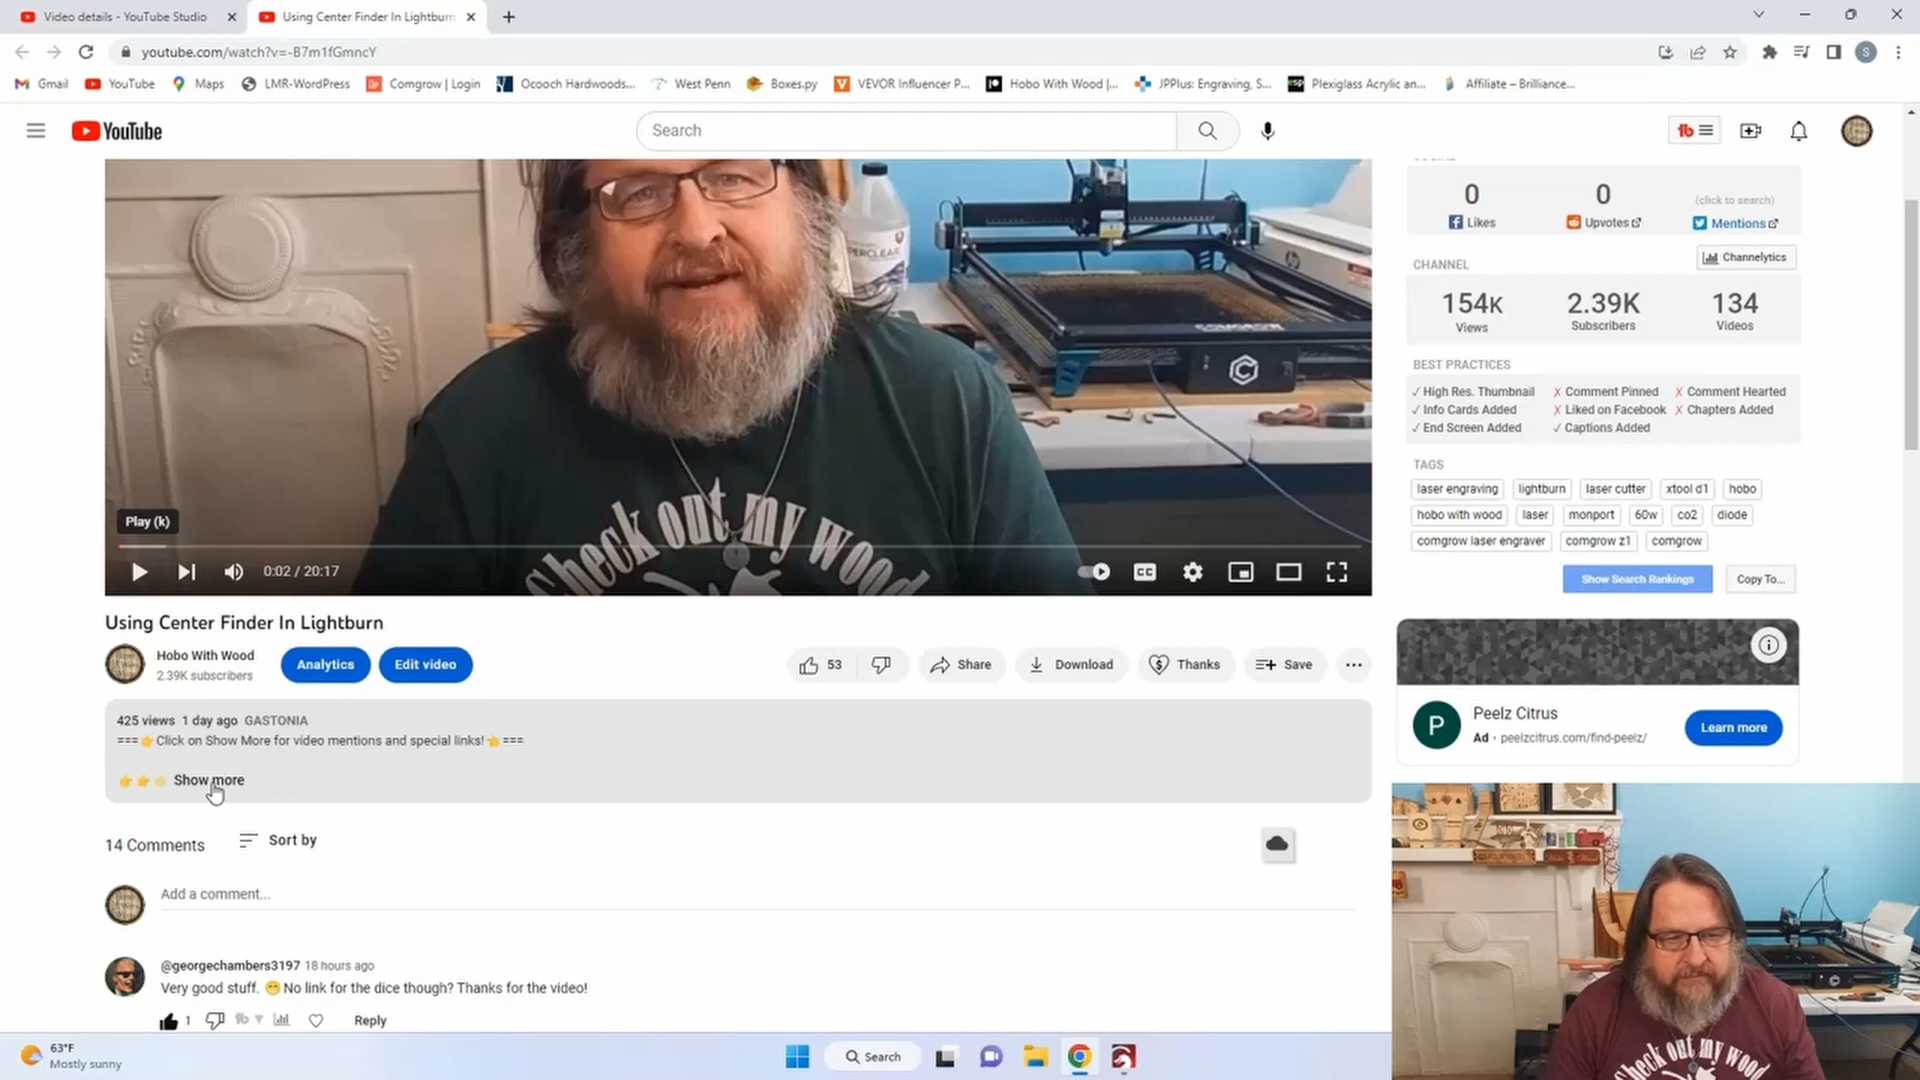 Video details - YouTube Studio
Using Center Finder In Lightburn
youtube.com/watch?v=-B7m1fGmncY
Gmail
YouTube
Maps
LMR-WordPress
Comgrow | Login
Ocooch Hardwoods...
West Penn
Boxes.py
VEVOR Influencer P...
Hobo With Wood |...
JPPlus: Engraving, S...
Plexiglass Acrylic an...
Affiliate – Brilliance...
YouTube
Search
tb
0
Likes
0
Upvotes
(click to search)
Mentions
CHANNEL
Channelytics
154K
Views
2.39K
Subscribers
134
Videos
BEST PRACTICES
✓ High Res. Thumbnail ✗ Comment Pinned ✗ Comment Hearted
✓ Info Cards Added ✗ Liked on Facebook ✗ Chapters Added
✓ End Screen Added ✓ Captions Added
TAGS
laser engraving lightburn laser cutter xtool d1 hobo
hobo with wood laser monport 60w co2 diode
comgrow laser engraver comgrow z1 comgrow
Show Search Rankings
Copy To...
Check out my wood
Play (k)
0:02 / 20:17
CC
Using Center Finder In Lightburn
Hobo With Wood
2.39K subscribers
Analytics
Edit video
53
Share
Download
Thanks
Save
425 views 1 day ago GASTONIA
===👉Click on Show More for video mentions and special links!👈===
👉👉👉 Show more
Peelz Citrus
Ad · peelzcitrus.com/find-peelz/
Learn more
P
14 Comments
Sort by
Add a comment...
@georgechambers3197 18 hours ago
Very good stuff. 😁No link for the dice though? Thanks for the video!
1
Reply
63°F
Mostly sunny
Search
Check out my wood
S